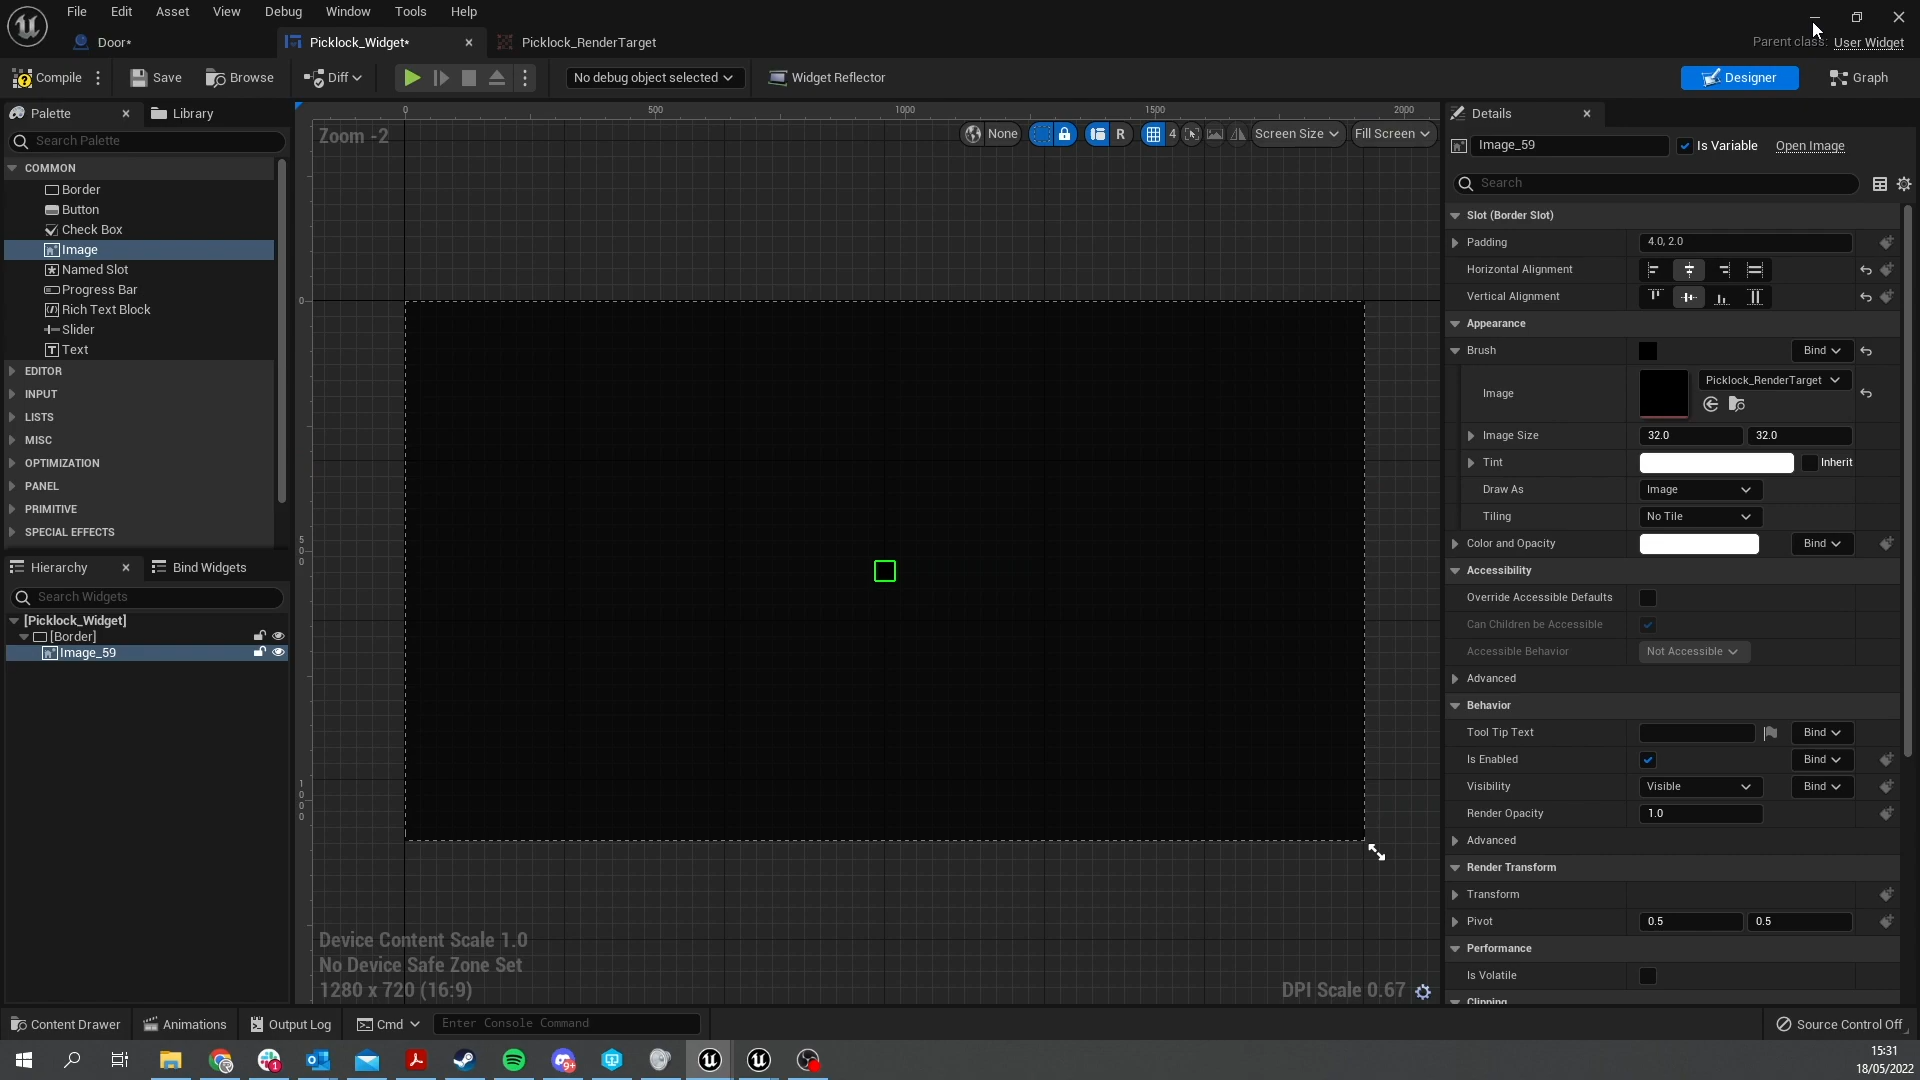 File Edit Asset View Debug Window Tools Help
Door*
Picklock_Widget*
Picklock_RenderTarget
Parent class: User Widget
Compile
Save
Browse
Diff
No debug object selected
Widget Reflector
Designer
Graph
Palette
Library
Search Palette
COMMON
Border
Button
Check Box
Image
Named Slot
Progress Bar
Rich Text Block
Slider
Text
EDITOR
INPUT
LISTS
MISC
OPTIMIZATION
PANEL
PRIMITIVE
SPECIAL EFFECTS
Hierarchy
Bind Widgets
Search Widgets
[Picklock_Widget]
[Border]
Image_59
0 500 1000 1500 2000
Zoom -2
None
R
4
Screen Size
Fill Screen
0
500
1000
Device Content Scale 1.0
No Device Safe Zone Set
1280 x 720 (16:9)
DPI Scale 0.67
Details
Image_59
Is Variable
Open Image
Search
Slot (Border Slot)
Padding 4.0, 2.0
Horizontal Alignment
Vertical Alignment
Appearance
Brush Bind
Image Picklock_RenderTarget
Image Size 32.0 32.0
Tint Inherit
Draw As Image
Tiling No Tile
Color and Opacity Bind
Accessibility
Override Accessible Defaults
Can Children be Accessible
Accessible Behavior Not Accessible
Advanced
Behavior
Tool Tip Text Bind
Is Enabled Bind
Visibility Visible Bind
Render Opacity 1.0
Advanced
Render Transform
Transform
Pivot 0.5 0.5
Performance
Is Volatile
Clipping
Content Drawer
Animations
Output Log
Cmd
Enter Console Command
Source Control Off
1
9+
15:31
18/05/2022